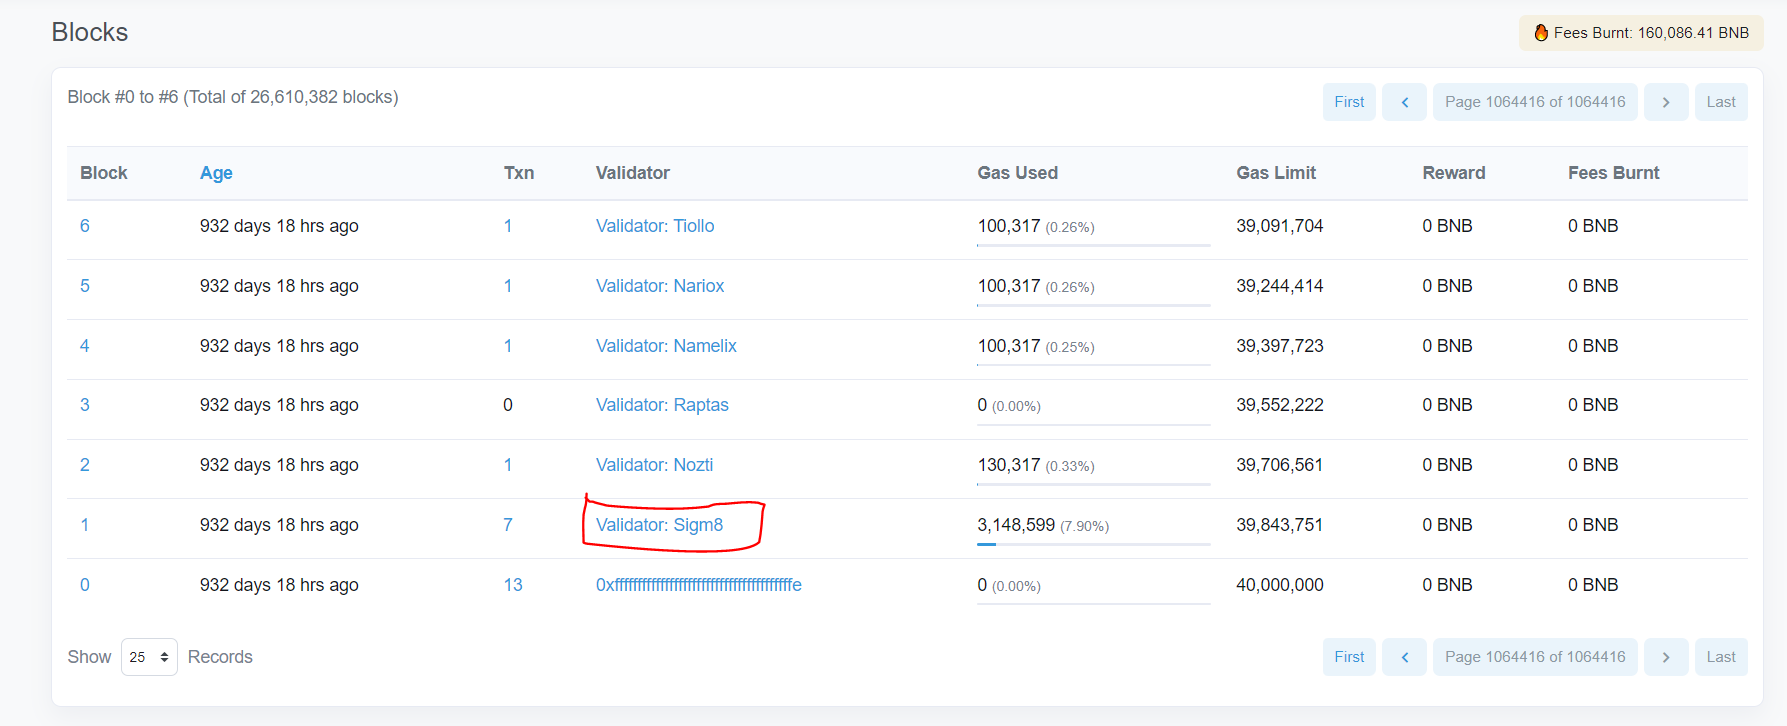 Blocks
Fees Burnt: 160,086.41 BNB
Block #0 to #6 (Total of 26,610,382 blocks)
First Page 1064416 of 1064416 Last
Block Age Txn Validator Gas Used Gas Limit Reward Fees Burnt
6 932 days 18 hrs ago 1 Validator: Tiollo 100,317 (0.26%) 39,091,704 0 BNB 0 BNB
5 932 days 18 hrs ago 1 Validator: Nariox 100,317 (0.26%) 39,244,414 0 BNB 0 BNB
4 932 days 18 hrs ago 1 Validator: Namelix 100,317 (0.25%) 39,397,723 0 BNB 0 BNB
3 932 days 18 hrs ago 0 Validator: Raptas 0 (0.00%) 39,552,222 0 BNB 0 BNB
2 932 days 18 hrs ago 1 Validator: Nozti 130,317 (0.33%) 39,706,561 0 BNB 0 BNB
1 932 days 18 hrs ago 7 Validator: Sigm8 3,148,599 (7.90%) 39,843,751 0 BNB 0 BNB
0 932 days 18 hrs ago 13 0xfffffffffffffffffffffffffffffffffffffffe 0 (0.00%) 40,000,000 0 BNB 0 BNB
Show 25 Records First Page 1064416 of 1064416 Last